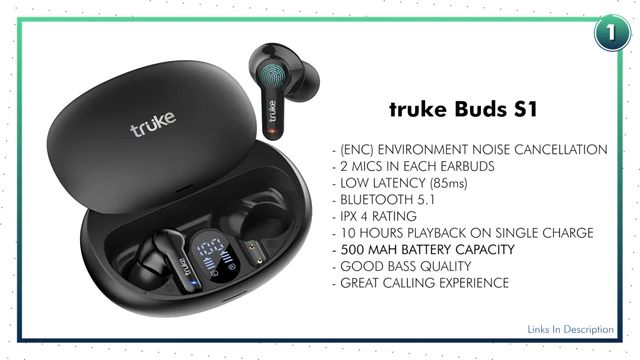 1
truke
truke
truke
100
truke Buds S1
- (ENC) ENVIRONMENT NOISE CANCELLATION
- 2 MICS IN EACH EARBUDS
- LOW LATENCY (85ms)
- BLUETOOTH 5.1
- IPX 4 RATING
- 10 HOURS PLAYBACK ON SINGLE CHARGE
- 500 MAH BATTERY CAPACITY
- GOOD BASS QUALITY
- GREAT CALLING EXPERIENCE
Links In Description